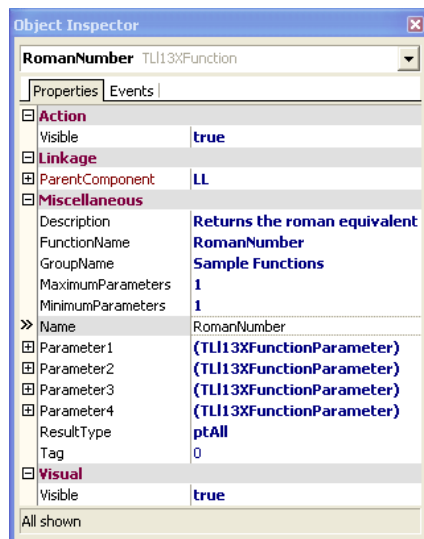 Object Inspector
RomanNumber TLl13XFunction
Properties Events
Action
Visible true
Linkage
ParentComponent LL
Miscellaneous
Description Returns the roman equivalent
FunctionName RomanNumber
GroupName Sample Functions
MaximumParameters 1
MinimumParameters 1
Name RomanNumber
Parameter1 (TLl13XFunctionParameter)
Parameter2 (TLl13XFunctionParameter)
Parameter3 (TLl13XFunctionParameter)
Parameter4 (TLl13XFunctionParameter)
ResultType ptAll
Tag 0
Visual
Visible true
All shown